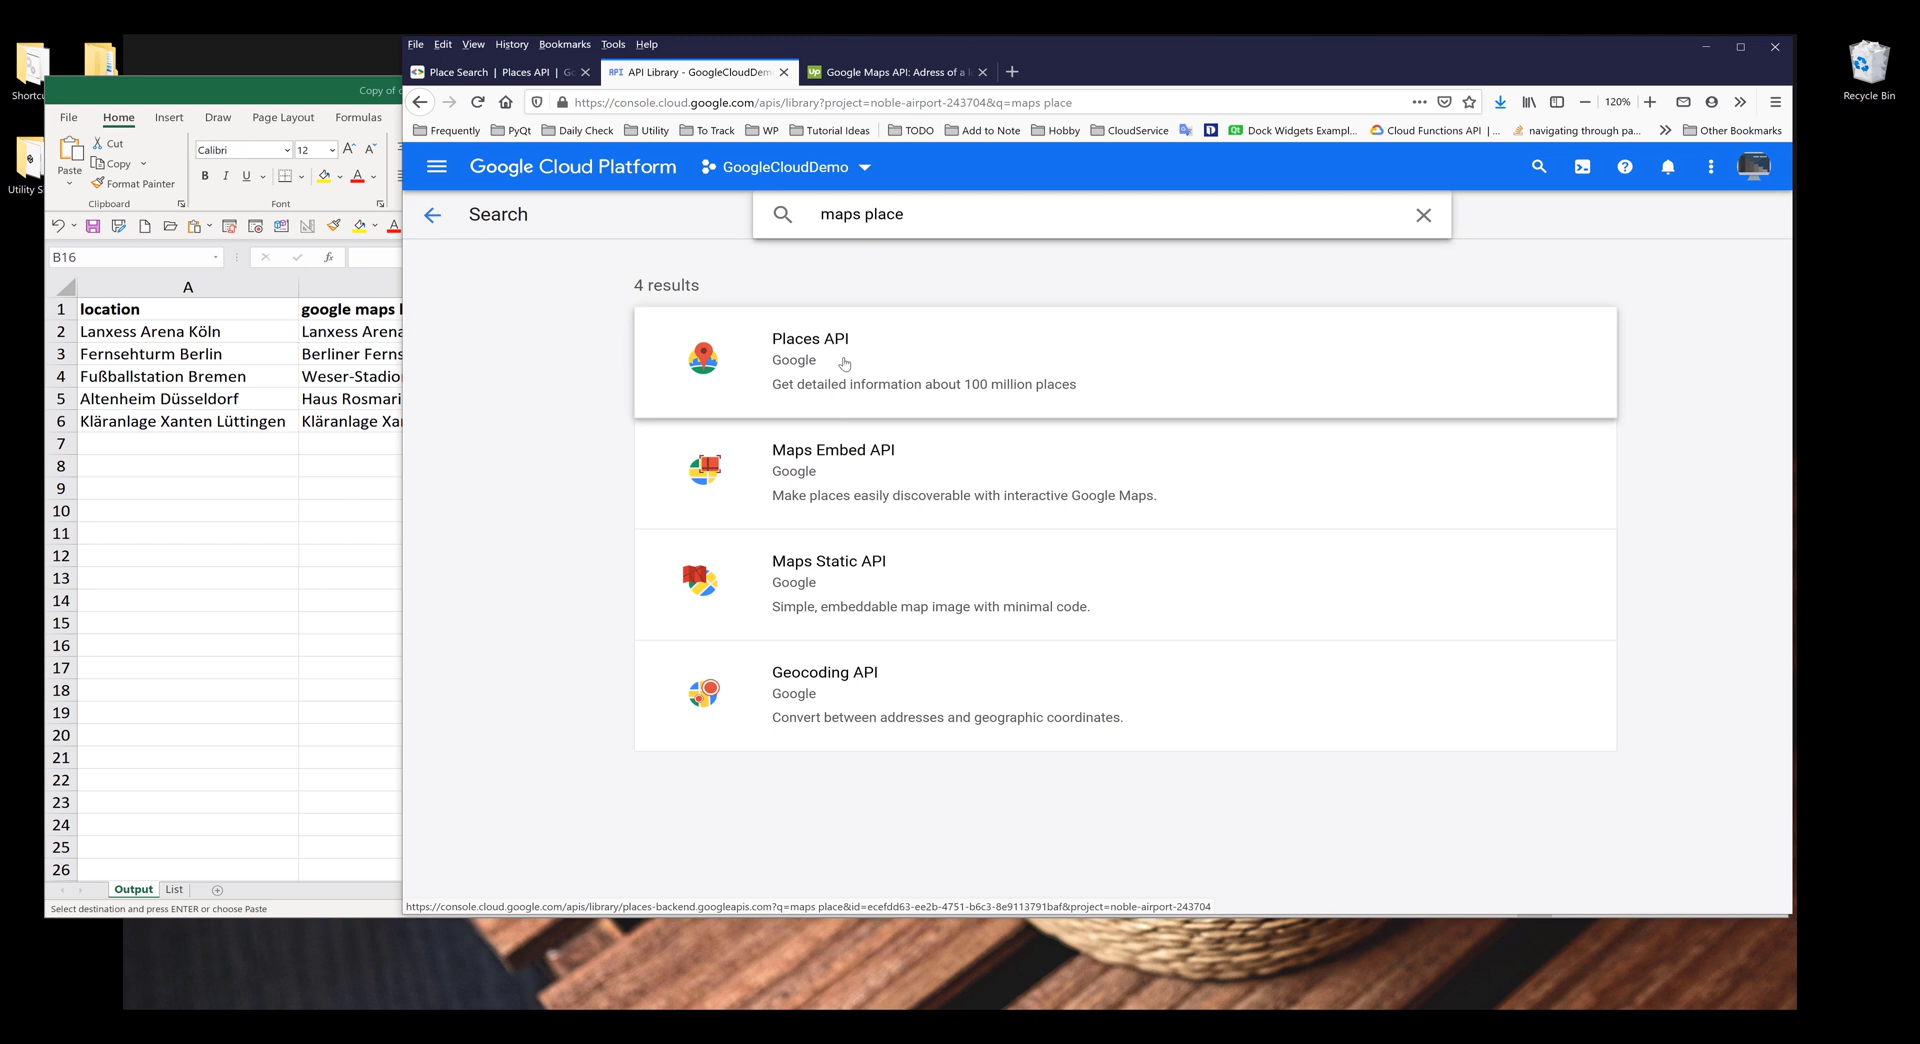 Shortcu
Utility S
Recycle Bin
Copy of
File Home Insert Draw Page Layout Formulas
Paste
Cut
Copy
Format Painter
Clipboard
Calibri 12
B I U
Font
B16
fx
A
1 location google maps
2 Lanxess Arena Köln Lanxess Arena
3 Fernsehturm Berlin Berliner Ferns
4 Fußballstation Bremen Weser-Stadio
5 Altenheim Düsseldorf Haus Rosmari
6 Kläranlage Xanten Lüttingen Kläranlage Xa
7
8
9
10
11
12
13
14
15
16
17
18
19
20
21
22
23
24
25
26
Output List
Select destination and press ENTER or choose Paste
File Edit View History Bookmarks Tools Help
Place Search | Places API | G
API Library - GoogleCloudDem
Google Maps API: Adress of a l
https://console.cloud.google.com/apis/library?project=noble-airport-243704&q=maps place
120%
Frequently PyQt Daily Check Utility To Track WP Tutorial Ideas TODO Add to Note Hobby CloudService Dock Widgets Exampl... Cloud Functions API |... navigating through pa... Other Bookmarks
Google Cloud Platform GoogleCloudDemo
Search
maps place
4 results
Places API
Google
Get detailed information about 100 million places
Maps Embed API
Google
Make places easily discoverable with interactive Google Maps.
Maps Static API
Google
Simple, embeddable map image with minimal code.
Geocoding API
Google
Convert between addresses and geographic coordinates.
https://console.cloud.google.com/apis/library/places-backend.googleapis.com?q=maps place&id=ecefdd63-ee2b-4751-b6c3-8e9113791baf&project=noble-airport-243704